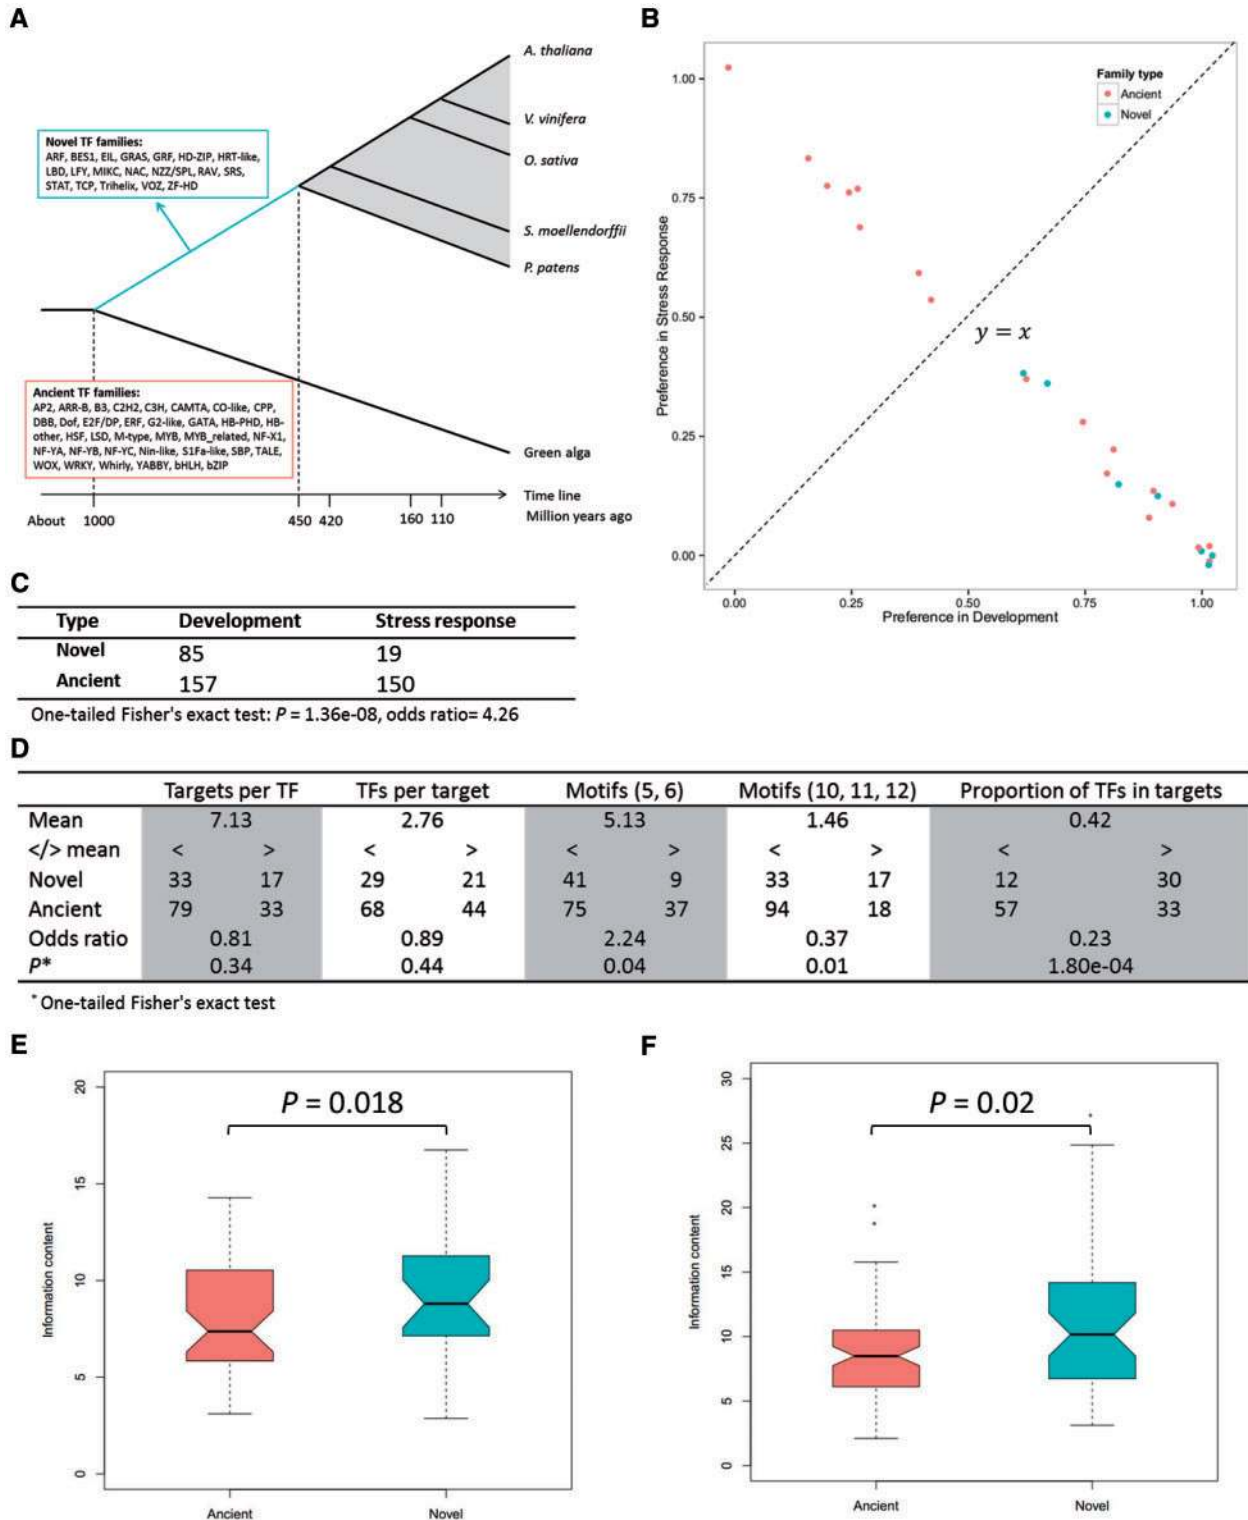 A
A. thaliana
V. vinifera
O. sativa
S. moellendorffii
P. patens
Novel TF families:
ARF, BES1, EIL, GRAS, GRF, HD-ZIP, HRT-like,
LBD, LFY, MIKC, NAC, NZZ/SPL, RAV, SRS,
STAT, TCP, Trihelix, VOZ, ZF-HD
Ancient TF families:
AP2, ARR-B, B3, C2H2, C3H, CAMTA, CO-like, CPP,
DBB, Dof, E2F/DP, ERF, G2-like, GATA, HB-PHD, HB-
other, HSF, LSD, M-type, MYB, MYB_related, NF-X1,
NF-YA, NF-YB, NF-YC, Nin-like, S1Fa-like, SBP, TALE,
WOX, WRKY, Whirly, YABBY, bHLH, bZIP
Green alga
Time line
About 1000 450 420 160 110 Million years ago
B
Family type
Ancient
Novel
y = x
Preference in Stress Response
1.00
0.75
0.50
0.25
0.00
0.00 0.25 0.50 0.75 1.00
Preference in Development
C
Type Development Stress response
Novel 85 19
Ancient 157 150
One-tailed Fisher's exact test: P = 1.36e-08, odds ratio= 4.26
D
Targets per TF TFs per target Motifs (5, 6) Motifs (10, 11, 12) Proportion of TFs in targets
Mean 7.13 2.76 5.13 1.46 0.42
</> mean < > < > < > < > < >
Novel 33 17 29 21 41 9 33 17 12 30
Ancient 79 33 68 44 75 37 94 18 57 33
Odds ratio 0.81 0.89 2.24 0.37 0.23
P* 0.34 0.44 0.04 0.01 1.80e-04
* One-tailed Fisher's exact test
E
P = 0.018
Information content
20
15
10
5
0
Ancient Novel
F
P = 0.02
Information content
30
25
20
15
10
5
0
Ancient Novel